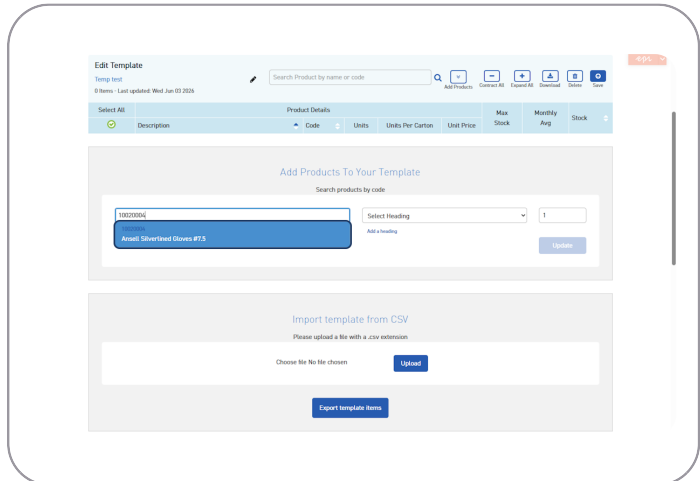 Edit Template
Temp test
0 Items - Last updated: Wed Jun 03 2026
Search Product by name or code
Add Products
Contract All
Expand All
Download
Delete
Save
Select All
Product Details
Max Stock
Monthly Avg
Stock
Description
Code
Units
Units Per Carton
Unit Price
Add Products To Your Template
Search products by code
10020004
Select Heading
1
10020004
Ansell Silverlined Gloves #7.5
Add a heading
Update
Import template from CSV
Please upload a file with a .csv extension
Choose file No file chosen
Upload
Export template items